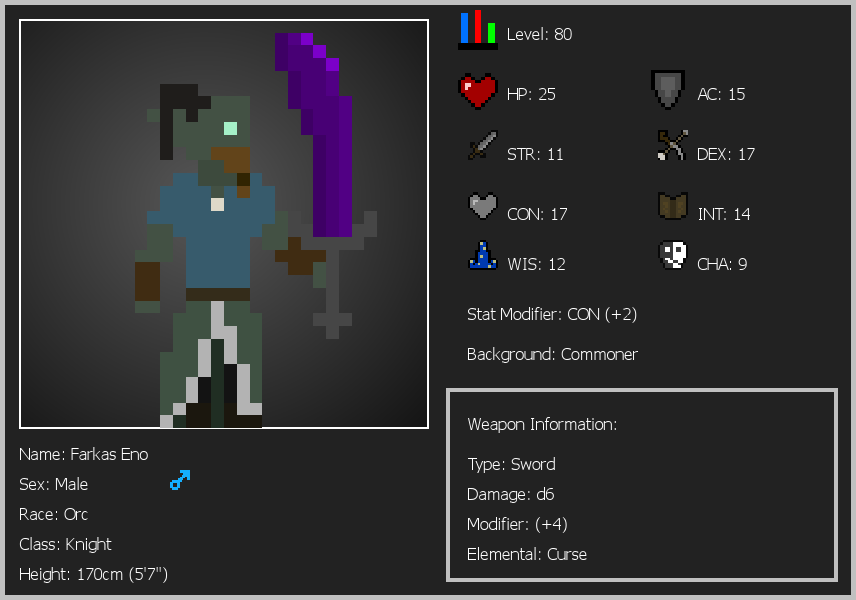 Level: 80
HP: 25
AC: 15
STR: 11
DEX: 17
CON: 17
INT: 14
WIS: 12
CHA: 9
Stat Modifier: CON (+2)
Background: Commoner
Weapon Information:
Type: Sword
Damage: d6
Modifier: (+4)
Elemental: Curse
Name: Farkas Eno
Sex: Male
Race: Orc
Class: Knight
Height: 170cm (5'7")